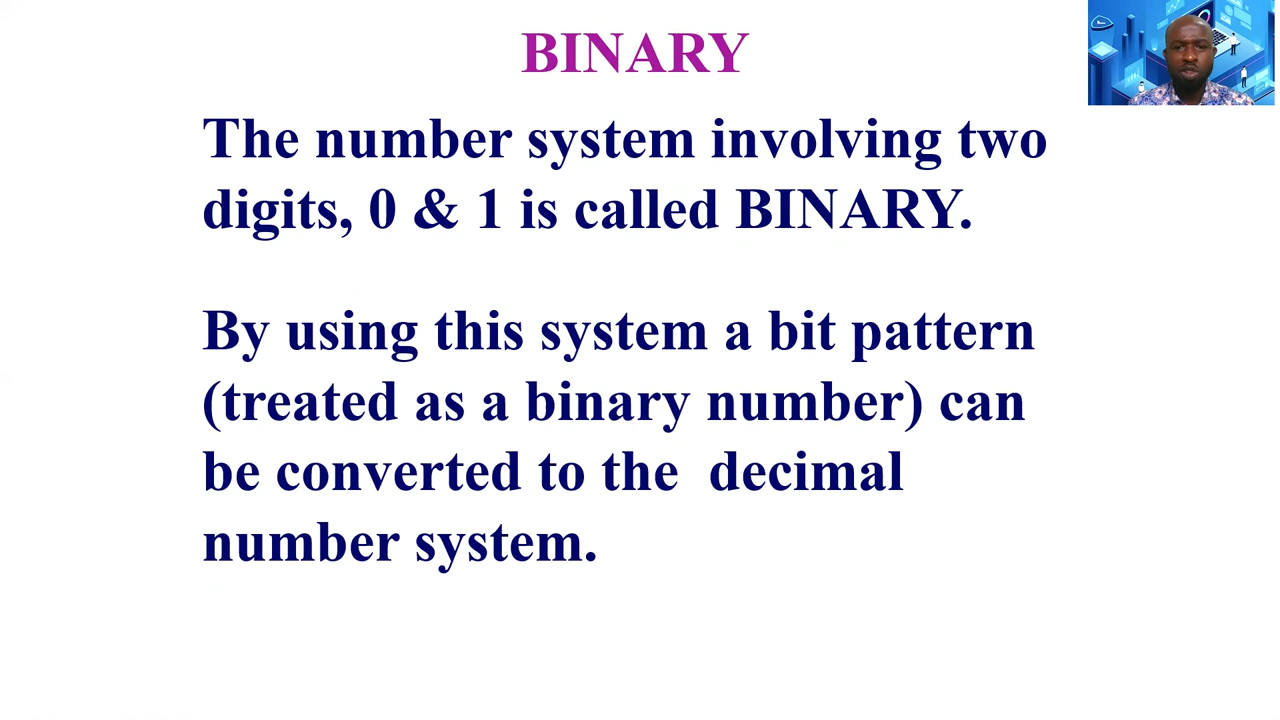 BINARY
The number system involving two
digits, 0 & 1 is called BINARY.
By using this system a bit pattern
(treated as a binary number) can
be converted to the  decimal
number system.